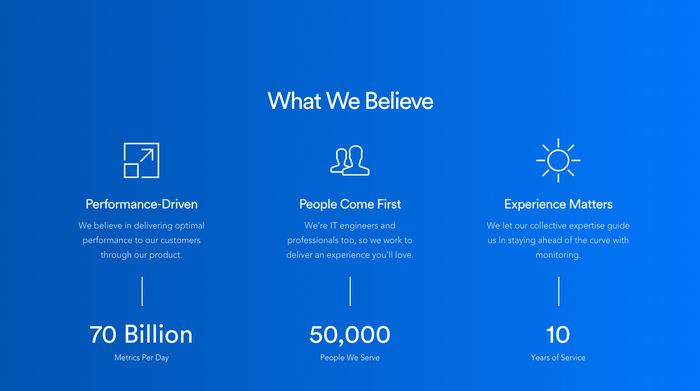 What We Believe
Performance-Driven
We believe in delivering optimal
performance to our customers
through our product.
70 Billion
Metrics Per Day
People Come First
We're IT engineers and
professionals too, so we work to
deliver an experience you'll love.
50,000
People We Serve
Experience Matters
We let our collective expertise guide
us in staying ahead of the curve with
monitoring.
10
Years of Service